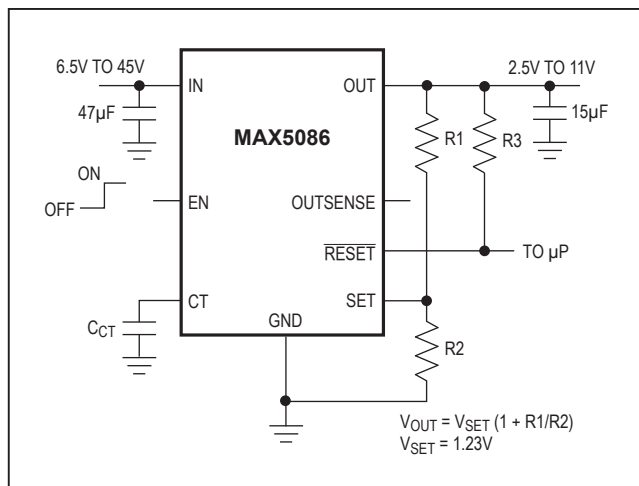 6.5V TO 45V
2.5V TO 11V
IN
OUT
47µF
15µF
MAX5086
R1
R3
ON
OFF
EN
OUTSENSE
RESET
TO µP
CT
SET
CCT
GND
R2
VOUT = VSET (1 + R1/R2)
VSET = 1.23V